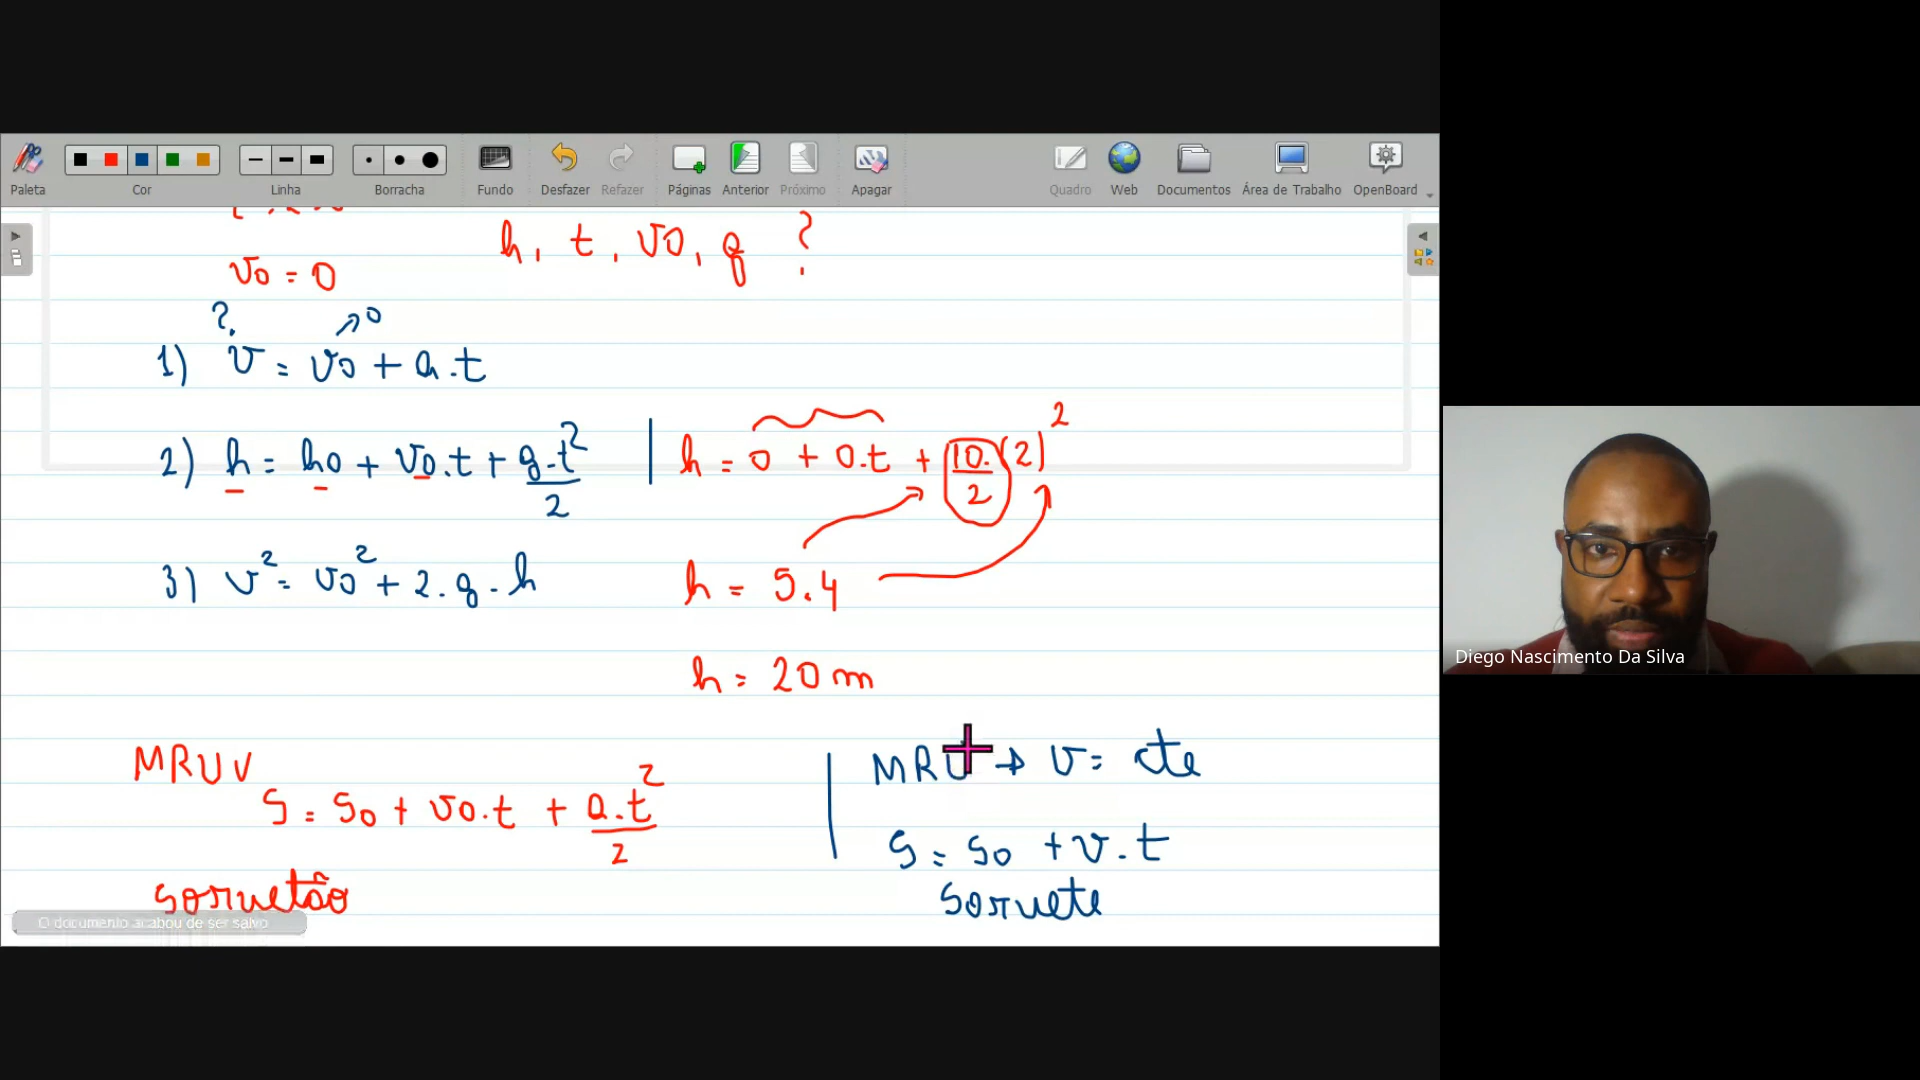 Paleta Cor Linha Borracha Fundo Desfazer Refazer Páginas Anterior Próximo Apagar Quadro Web Documentos Área de Trabalho OpenBoard
h, t, v0, g ?
v0 = 0
? 0
1) v = v0 + a.t
2) h = h0 + v0.t + g.t²/2
h = 0 + 0.t + 10./2 (2)²
3) v² = v0² + 2.g.h
h = 5.4
h = 20 m
Diego Nascimento Da Silva
MRUV
MRU → v = cte
S = S0 + v0.t + a.t²/2
S = S0 + v.t
Sorvetão
Sorvete
O documento acabou de ser salvo